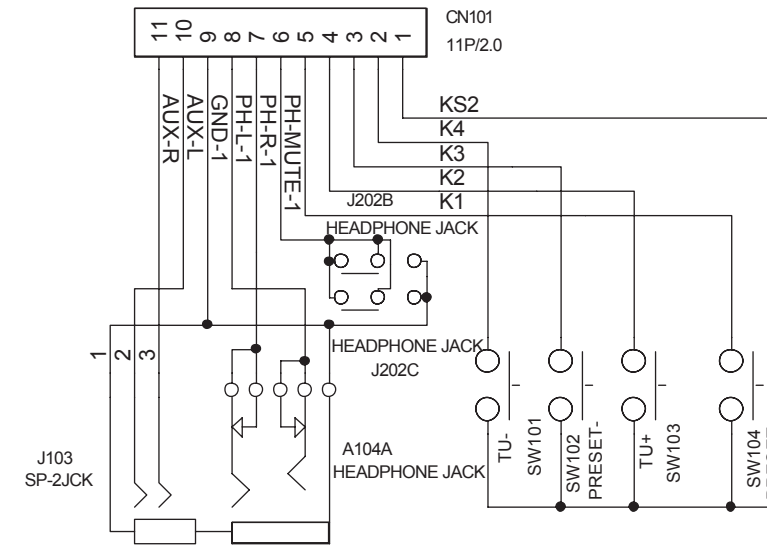 CN101
11P/2.0
11
10
9
8
7
6
5
4
3
2
1
AUX-R
AUX-L
GND-1
PH-L-1
PH-R-1
PH-MUTE-1
KS2
K4
K3
K2
K1
J202B
HEADPHONE JACK
HEADPHONE JACK
J202C
1
2
3
J103
SP-2JCK
A104A
HEADPHONE JACK
TU-
SW101
SW102
PRESET-
TU+
SW103
SW104